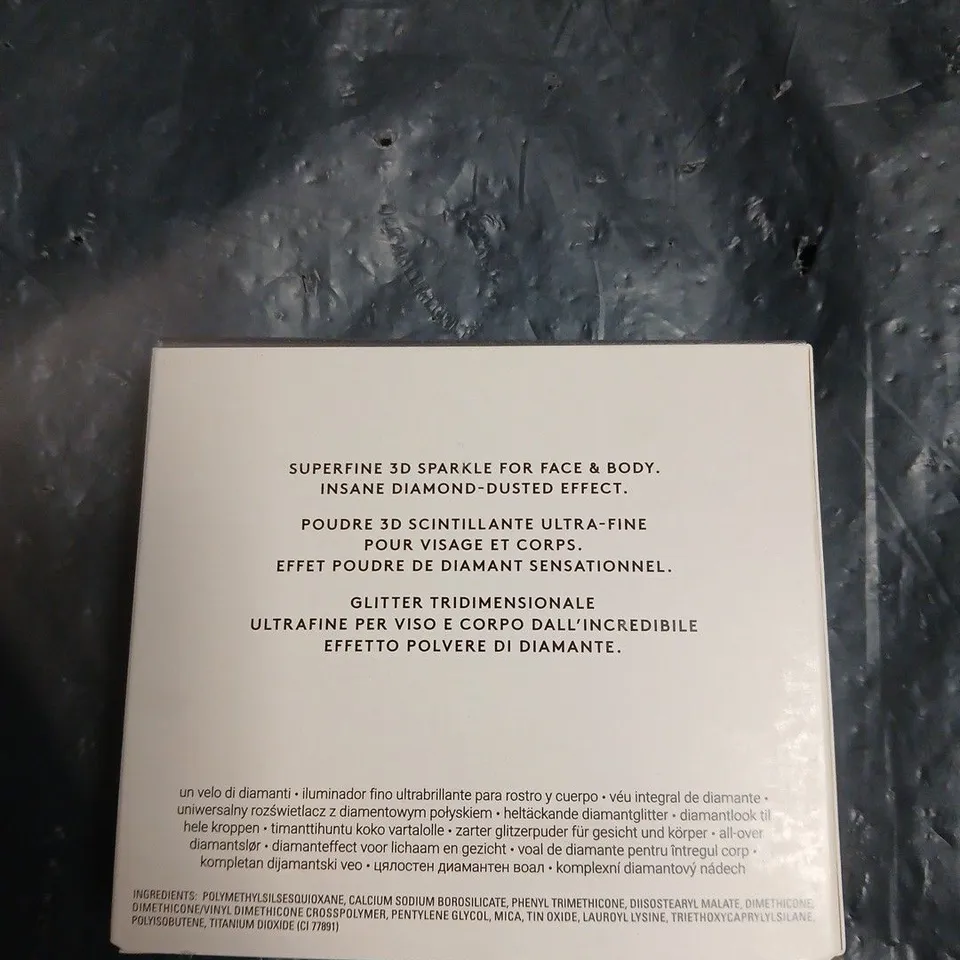 SUPERFINE 3D SPARKLE FOR FACE & BODY.
INSANE DIAMOND-DUSTED EFFECT.
POUDRE 3D SCINTILLANTE ULTRA-FINE
POUR VISAGE ET CORPS.
EFFET POUDRE DE DIAMANT SENSATIONNEL.
GLITTER TRIDIMENSIONALE
ULTRAFINE PER VISO E CORPO DALL'INCREDIBILE
EFFETTO POLVERE DI DIAMANTE.
un velo di diamanti • iluminador fino ultrabrillante para rostro y cuerpo • véu integral de diamante •
uniwersalny rozświetlacz z diamentowym połyskiem • heltäckande diamantglitter • diamantlook til
hele kroppen • timanttihuntu koko vartalolle • zarter glitzerpuder für gesicht und körper • all-over
diamantslør • diamanteffect voor lichaam en gezicht • voal de diamante pentru întregul corp •
kompletan dijamantski veo • цялостен диамантен воал • komplexní diamantový nádech
INGREDIENTS: POLYMETHYLSILSESQUIOXANE, CALCIUM SODIUM BOROSILICATE, PHENYL TRIMETHICONE, DIISOSTEARYL MALATE, DIMETHICONE,
DIMETHICONE/VINYL DIMETHICONE CROSSPOLYMER, PENTYLENE GLYCOL, MICA, TIN OXIDE, LAUROYL LYSINE, TRIETHOXYCAPRYLYLSILANE,
POLYISOBUTENE, TITANIUM DIOXIDE (CI 77891)